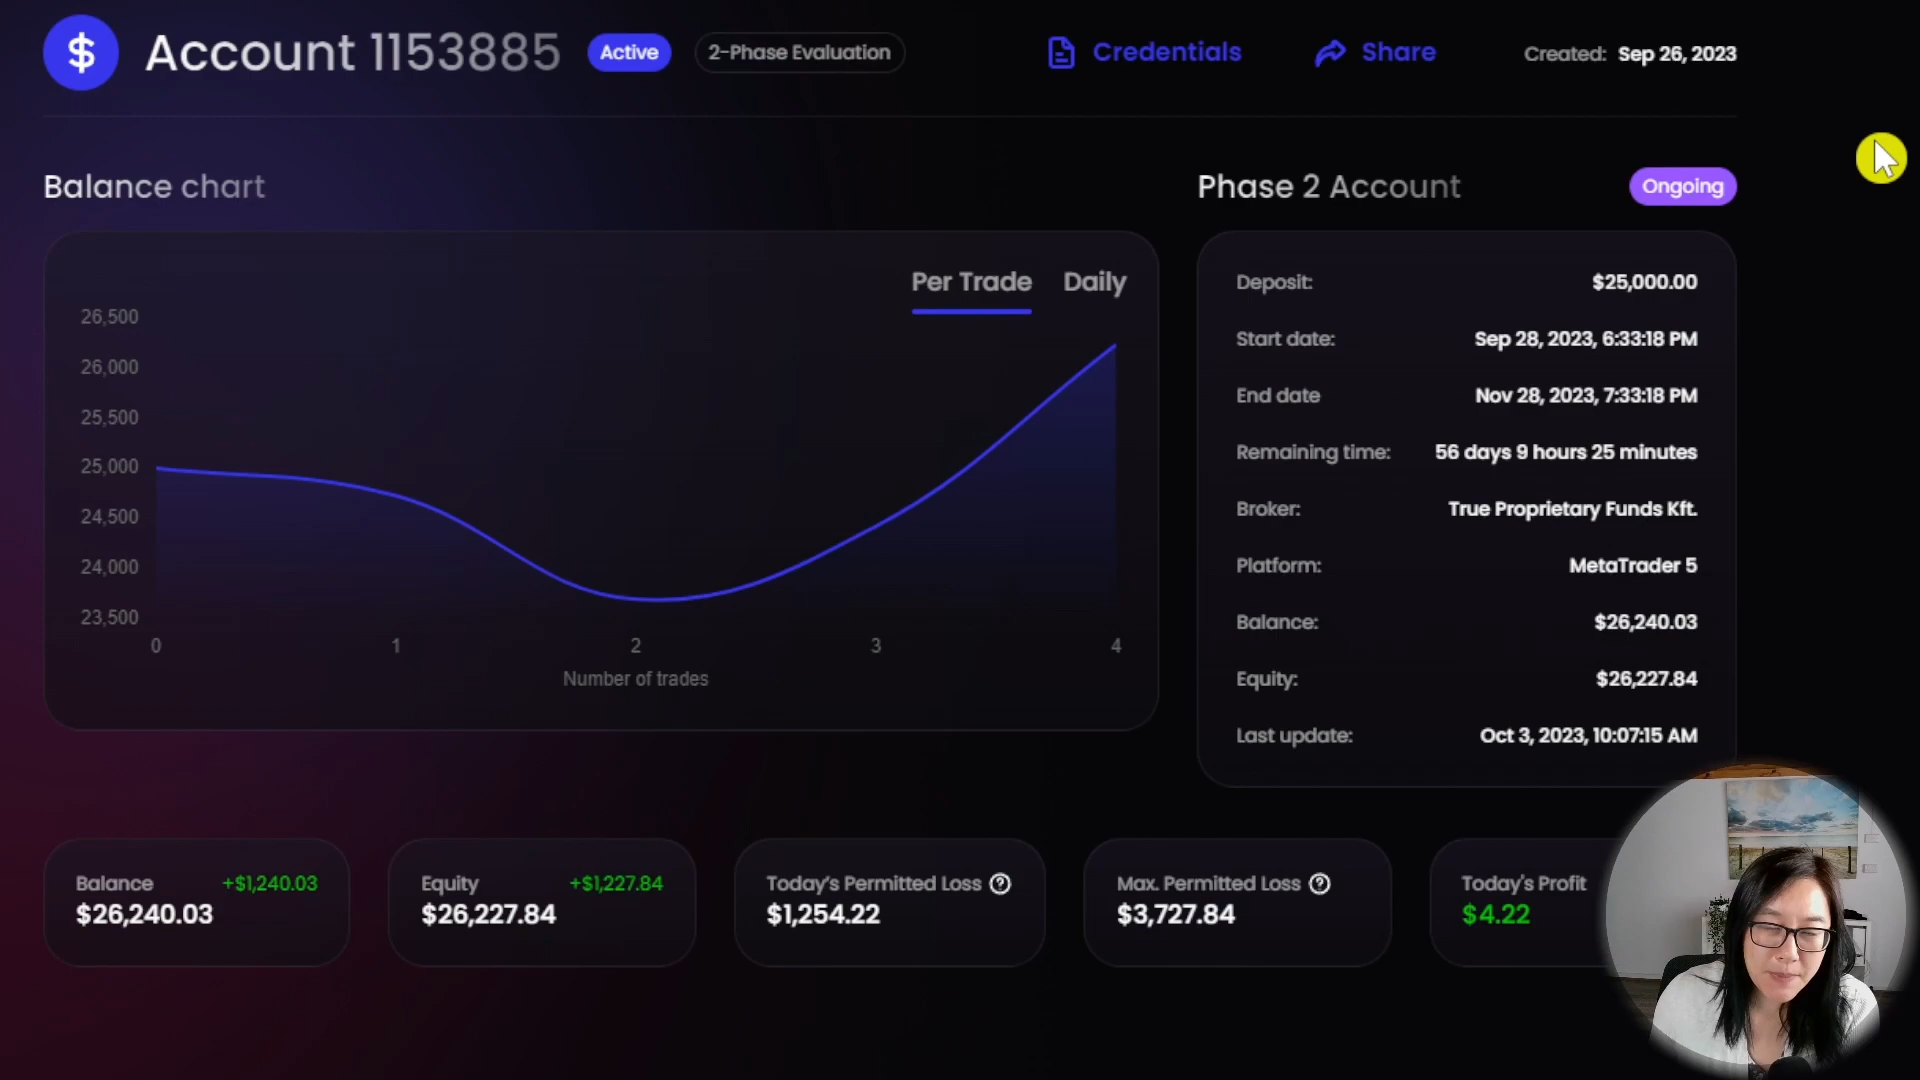 $ Account 1153885 Active 2-Phase Evaluation Credentials Share Created: Sep 26, 2023
Balance chart
Per Trade Daily
26,500
26,000
25,500
25,000
24,500
24,000
23,500
0 1 2 3 4
Number of trades
Phase 2 Account Ongoing
Deposit: $25,000.00
Start date: Sep 28, 2023, 6:33:18 PM
End date Nov 28, 2023, 7:33:18 PM
Remaining time: 56 days 9 hours 25 minutes
Broker: True Proprietary Funds Kft.
Platform: MetaTrader 5
Balance: $26,240.03
Equity: $26,227.84
Last update: Oct 3, 2023, 10:07:15 AM
Balance +$1,240.03
$26,240.03
Equity +$1,227.84
$26,227.84
Today's Permitted Loss ?
$1,254.22
Max. Permitted Loss ?
$3,727.84
Today's Profit
$4.22